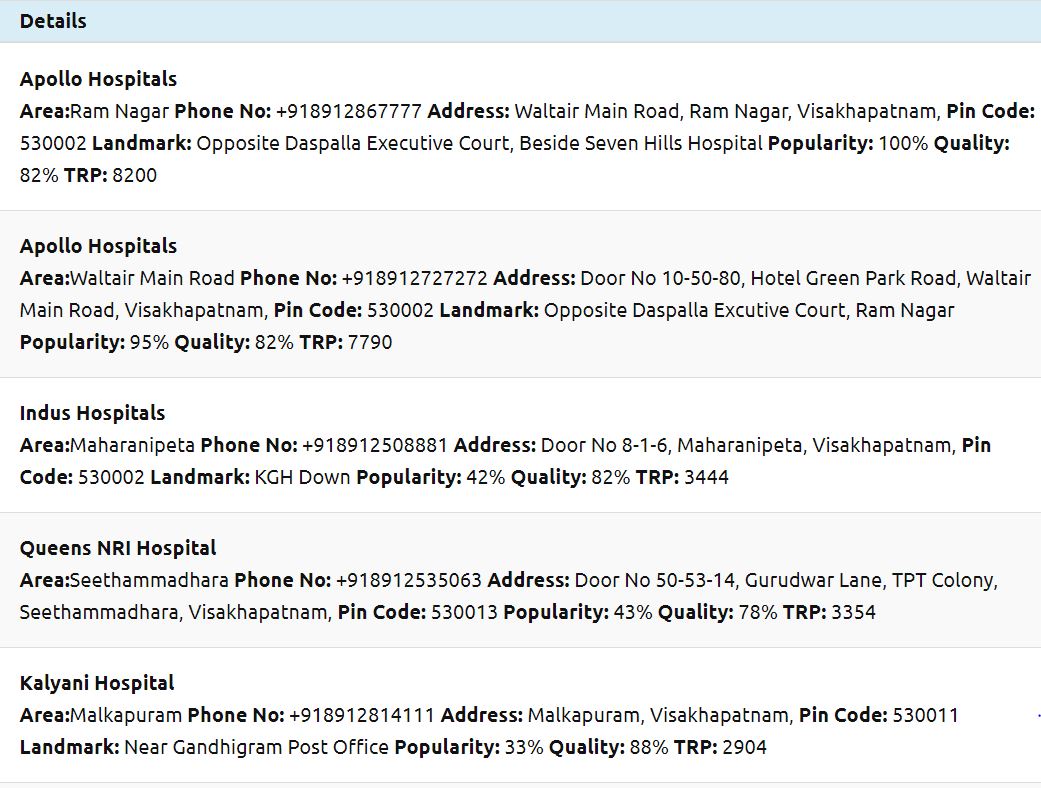 Details
Apollo Hospitals
Area:Ram Nagar Phone No: +918912867777 Address: Waltair Main Road, Ram Nagar, Visakhapatnam, Pin Code:
530002 Landmark: Opposite Daspalla Executive Court, Beside Seven Hills Hospital Popularity: 100% Quality:
82% TRP: 8200
Apollo Hospitals
Area:Waltair Main Road Phone No: +918912727272 Address: Door No 10-50-80, Hotel Green Park Road, Waltair
Main Road, Visakhapatnam, Pin Code: 530002 Landmark: Opposite Daspalla Excutive Court, Ram Nagar
Popularity: 95% Quality: 82% TRP: 7790
Indus Hospitals
Area:Maharanipeta Phone No: +918912508881 Address: Door No 8-1-6, Maharanipeta, Visakhapatnam, Pin
Code: 530002 Landmark: KGH Down Popularity: 42% Quality: 82% TRP: 3444
Queens NRI Hospital
Area:Seethammadhara Phone No: +918912535063 Address: Door No 50-53-14, Gurudwar Lane, TPT Colony,
Seethammadhara, Visakhapatnam, Pin Code: 530013 Popularity: 43% Quality: 78% TRP: 3354
Kalyani Hospital
Area:Malkapuram Phone No: +918912814111 Address: Malkapuram, Visakhapatnam, Pin Code: 530011
Landmark: Near Gandhigram Post Office Popularity: 33% Quality: 88% TRP: 2904